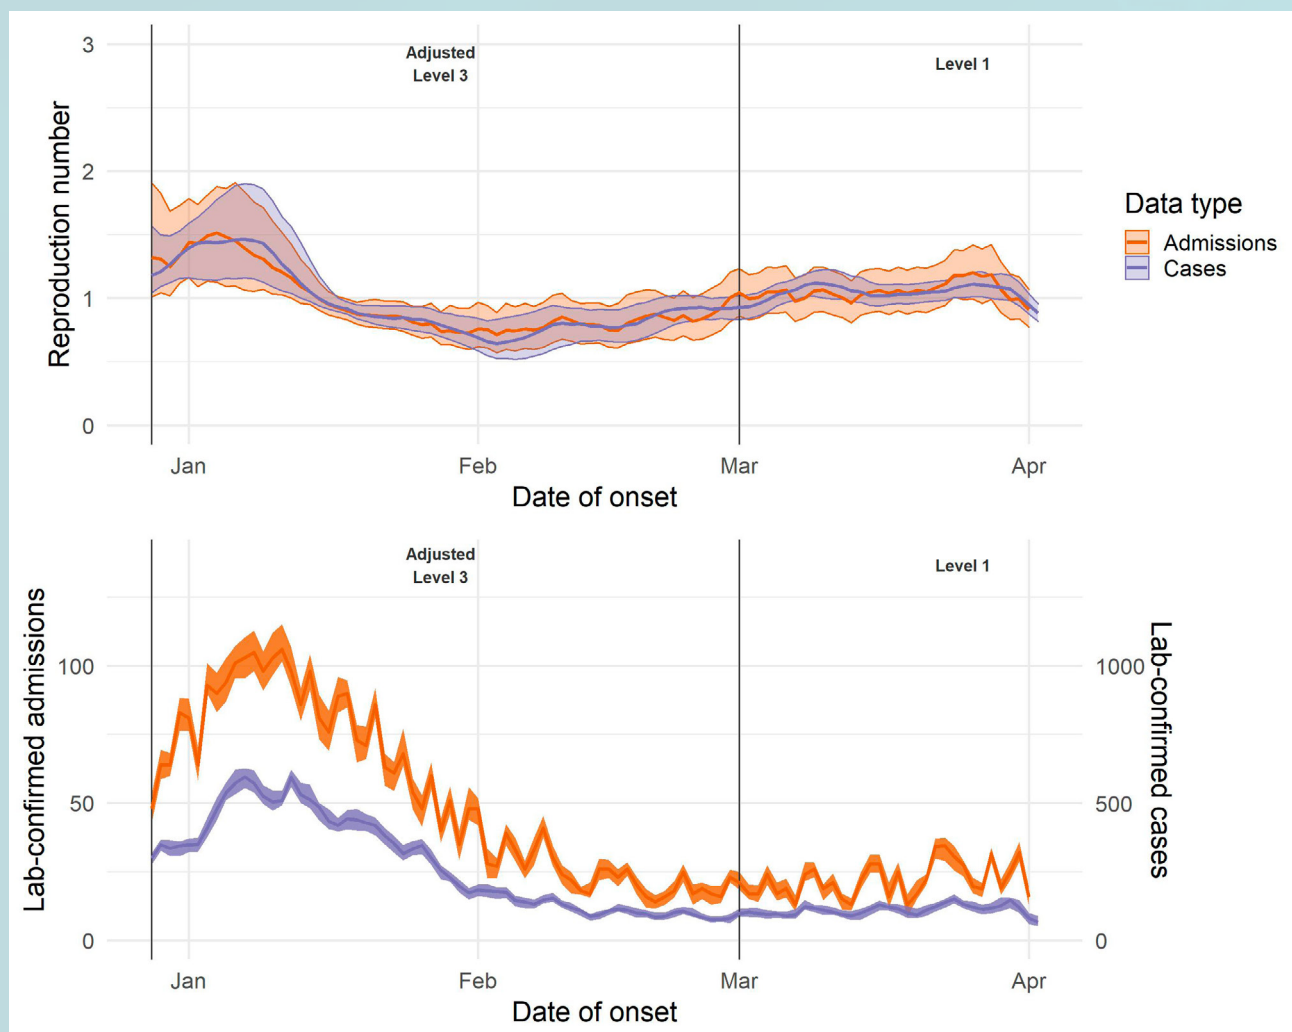 3
2
1
0
Reproduction number
Adjusted
Level 3
Level 1
Jan
Feb
Mar
Apr
Date of onset
Data type
Admissions
Cases
100
50
0
Lab-confirmed admissions
Adjusted
Level 3
Level 1
1000
500
0
Lab-confirmed cases
Jan
Feb
Mar
Apr
Date of onset